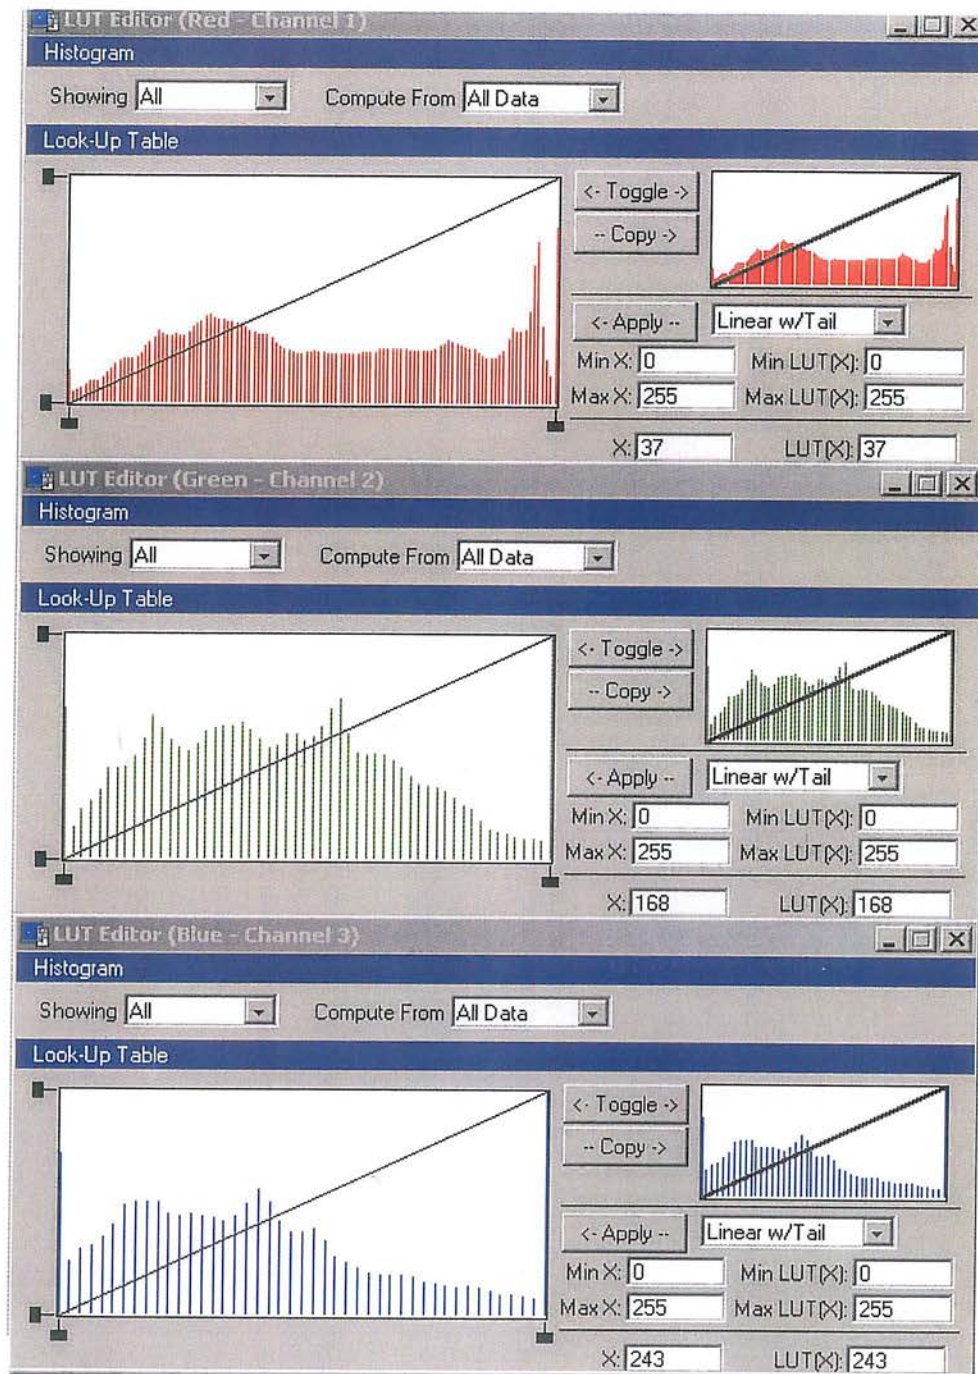 LUT Editor (Red - Channel 1)
Histogram
Showing All Compute From All Data
Look-Up Table
<- Toggle ->
-- Copy ->
<- Apply -- Linear w/Tail
Min X: 0 Min LUT(X): 0
Max X: 255 Max LUT(X): 255
X: 37 LUT(X): 37
LUT Editor (Green - Channel 2)
Histogram
Showing All Compute From All Data
Look-Up Table
<- Toggle ->
-- Copy ->
<- Apply -- Linear w/Tail
Min X: 0 Min LUT(X): 0
Max X: 255 Max LUT(X): 255
X: 168 LUT(X): 168
LUT Editor (Blue - Channel 3)
Histogram
Showing All Compute From All Data
Look-Up Table
<- Toggle ->
-- Copy ->
<- Apply -- Linear w/Tail
Min X: 0 Min LUT(X): 0
Max X: 255 Max LUT(X): 255
X: 243 LUT(X): 243